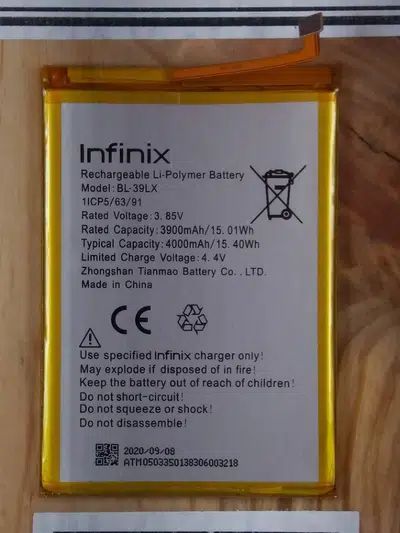 Infinix
Rechargeable Li-Polymer Battery
Model: BL-39LX
1ICP5/63/91
Rated Voltage: 3.85V
Rated Capacity: 3900mAh/15.01Wh
Typical Capacity: 4000mAh/15.40Wh
Limited Charge Voltage: 4.4V
Zhongshan Tianmao Battery Co.,LTD.
Made in China
CE
Use specified Infinix charger only!
May explode if disposed of in fire!
Keep the battery out of reach of children!
Do not short-circuit!
Do not squeeze or shock!
Do not disassemble!
2020/09/08
ATM0503350138306003218